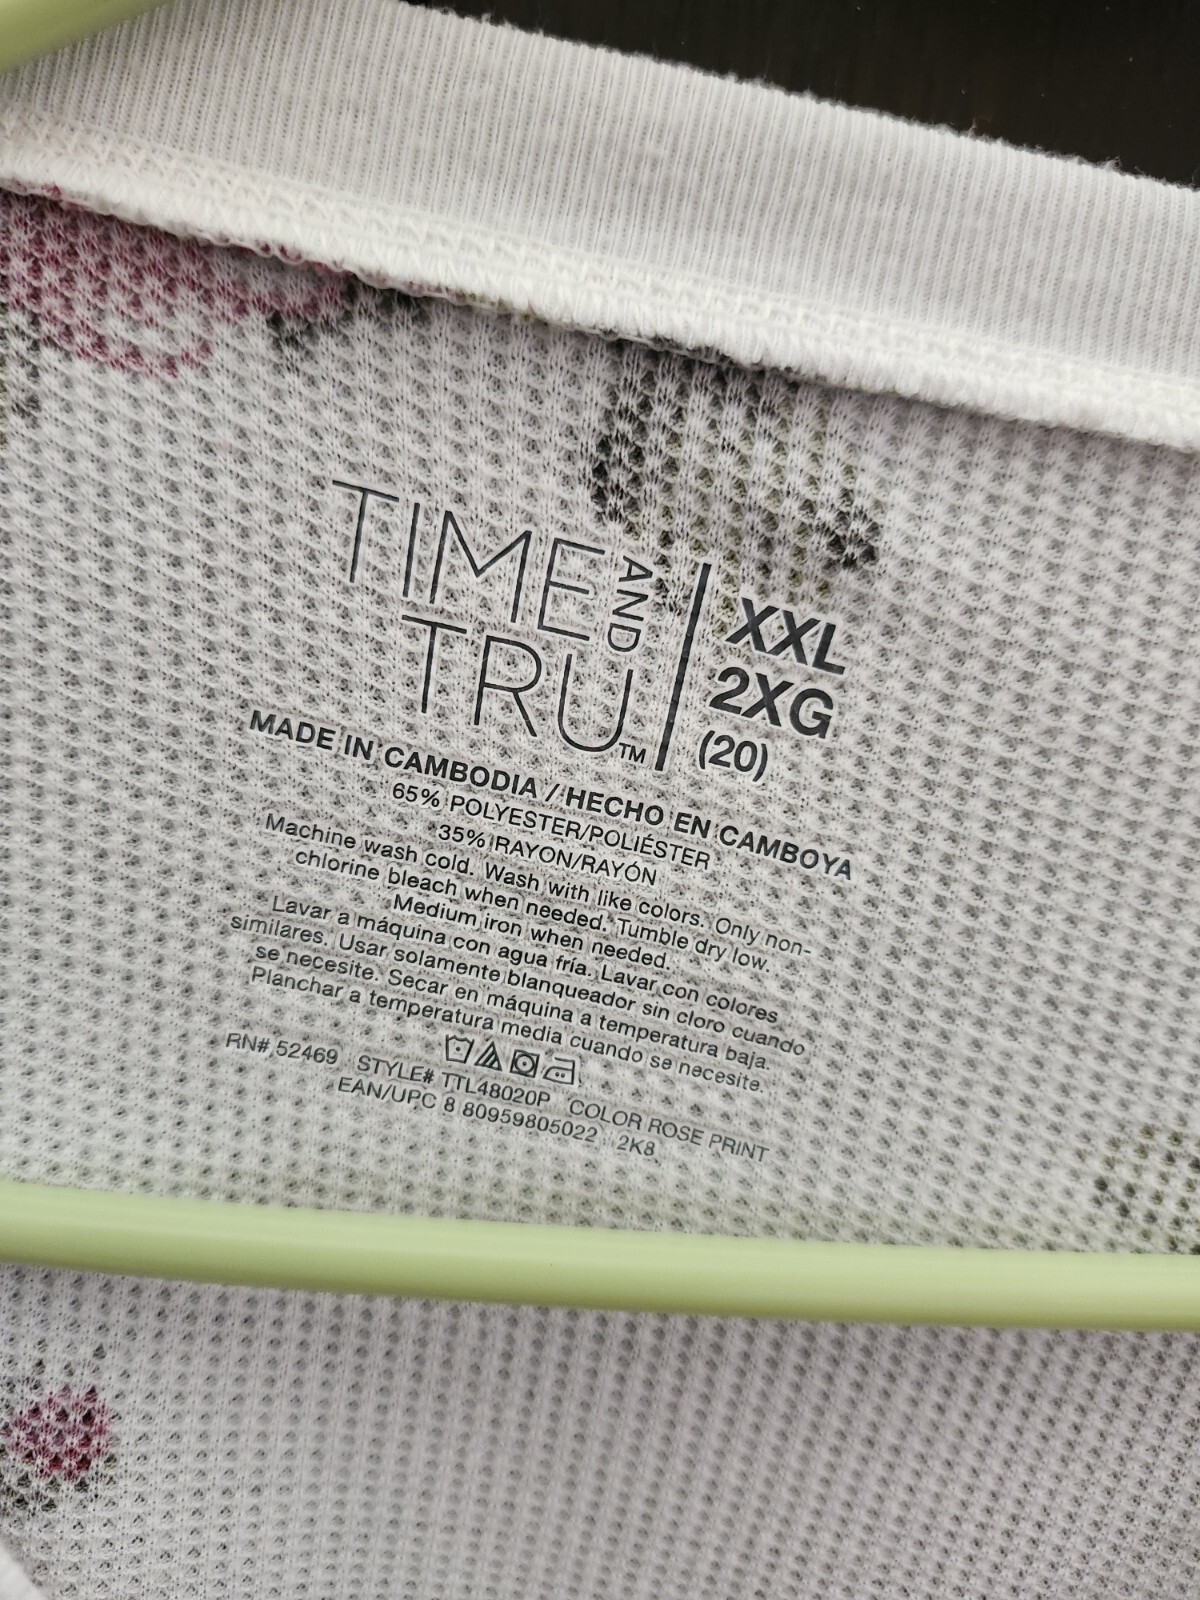 TIME AND
TRU™
XXL
2XG
(20)
MADE IN CAMBODIA / HECHO EN CAMBOYA
65% POLYESTER/POLIÉSTER
35% RAYON/RAYÓN
Machine wash cold. Wash with like colors. Only non-
chlorine bleach when needed. Tumble dry low.
Medium iron when needed.
Lavar a máquina con agua fría. Lavar con colores
similares. Usar solamente blanqueador sin cloro cuando
se necesite. Secar en máquina a temperatura baja.
Planchar a temperatura media cuando se necesite.
RN# 52469 STYLE# TTL48020P COLOR ROSE PRINT
EAN/UPC 8 80959805022 2K8